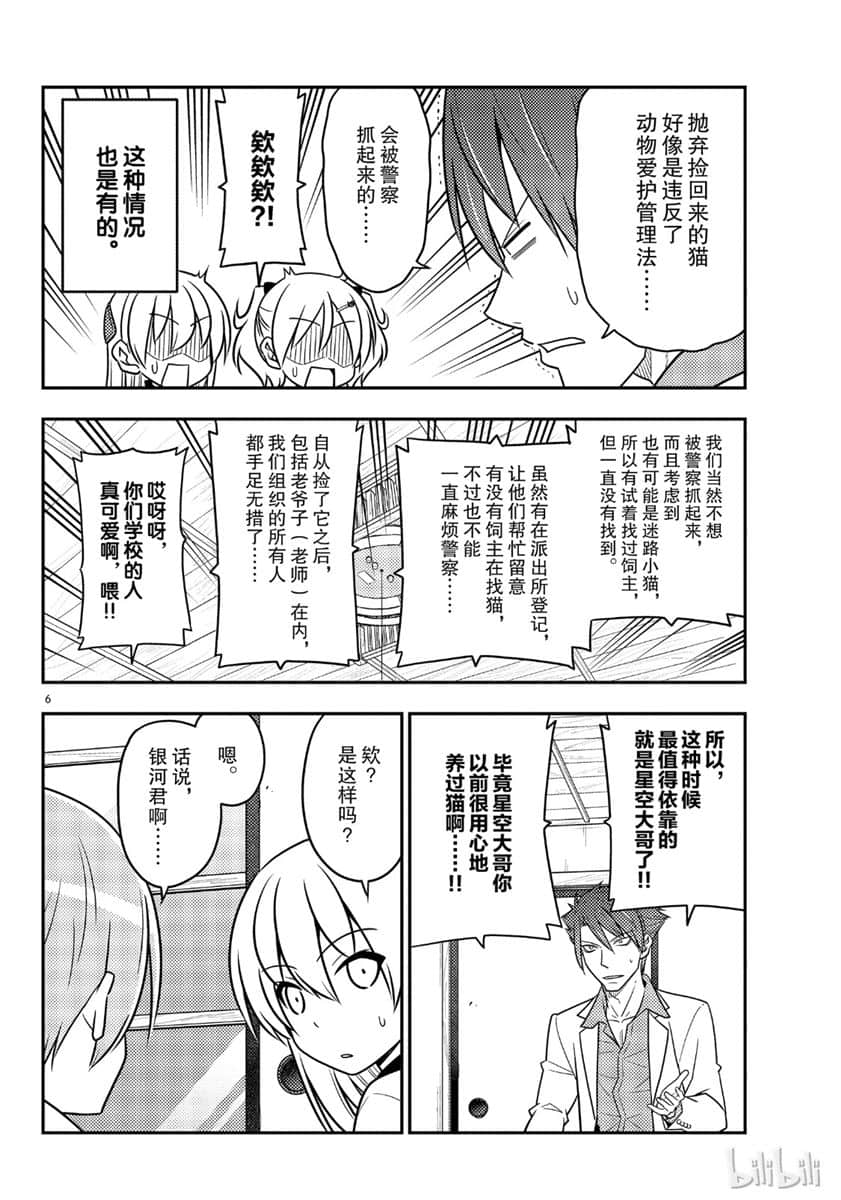 抛弃捡回来的猫
好像是违反了
动物爱护管理
法……
会被警察
抓起来的……
欸欸欸?!
这种情况
也是有的。
我们当然不想
被警察抓起来，
而且考虑到
也有可能是迷路小猫，
所以有试着找过饲主，
但一直没有找到。
虽然有在派出所登记，
让他们帮忙留意
有没有饲主在找猫，
不过也不能
一直麻烦警察……
自从捡了它之后，
包括老爷子（老师）在内，
我们组织的所有人
都手足无措了……
哎呀呀，
你们学校的人
真可爱啊，喂!!
6
所以，
这种时候
最值得依靠的
就是星空大哥了!!
毕竟星空大哥你
以前很用心地
养过猫啊……!!
欸？
是这样吗？
嗯。
话说，
银河君啊……
bilibili